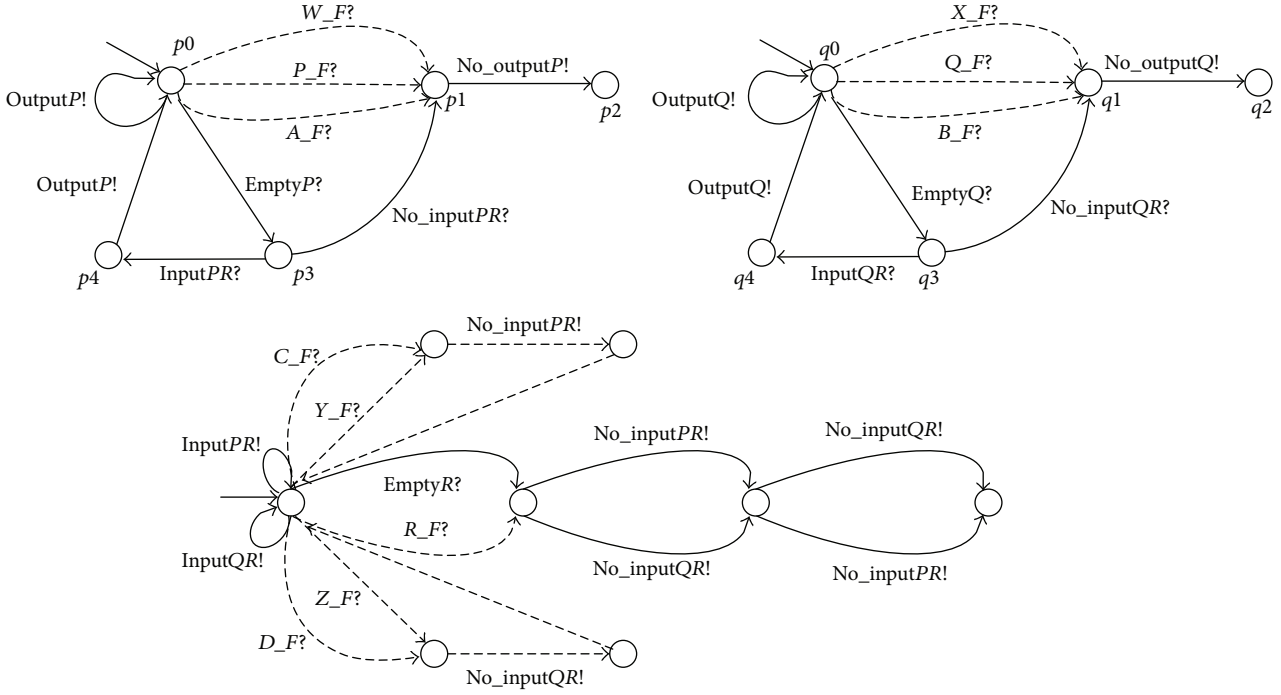 W_F?
p0
P_F?
No_outputP!
OutputP!
p1
p2
A_F?
OutputP!
EmptyP?
No_inputPR?
p4
InputPR?
p3
X_F?
q0
Q_F?
No_outputQ!
OutputQ!
q1
q2
B_F?
OutputQ!
EmptyQ?
No_inputQR?
q4
InputQR?
q3
No_inputPR!
C_F?
Y_F?
InputPR!
No_inputPR!
No_inputQR!
EmptyR?
R_F?
InputQR!
No_inputQR!
No_inputPR!
Z_F?
D_F?
No_inputQR!